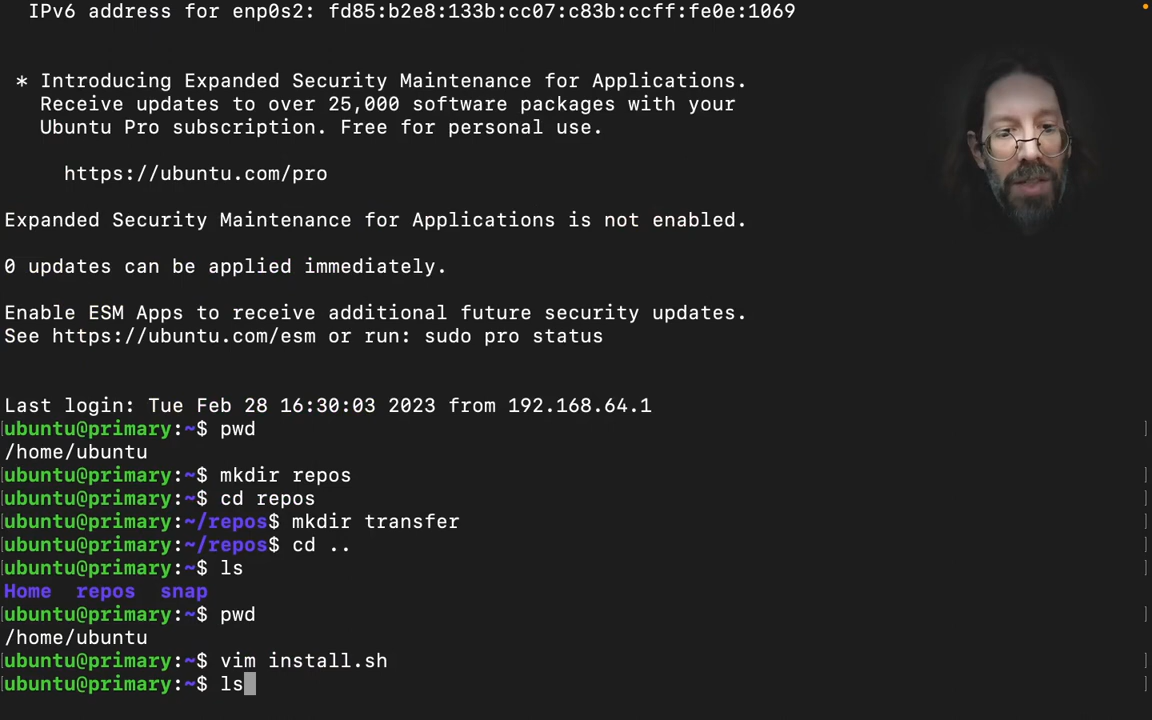 IPv6 address for enp0s2: fd85:b2e8:133b:cc07:c83b:ccff:fe0e:1069
* Introducing Expanded Security Maintenance for Applications.
Receive updates to over 25,000 software packages with your
Ubuntu Pro subscription. Free for personal use.
https://ubuntu.com/pro
Expanded Security Maintenance for Applications is not enabled.
0 updates can be applied immediately.
Enable ESM Apps to receive additional future security updates.
See https://ubuntu.com/esm or run: sudo pro status
Last login: Tue Feb 28 16:30:03 2023 from 192.168.64.1
[ubuntu@primary:~$ pwd ]
/home/ubuntu
[ubuntu@primary:~$ mkdir repos ]
[ubuntu@primary:~$ cd repos ]
[ubuntu@primary:~/repos$ mkdir transfer ]
[ubuntu@primary:~/repos$ cd .. ]
[ubuntu@primary:~$ ls ]
Home repos snap
[ubuntu@primary:~$ pwd ]
/home/ubuntu
[ubuntu@primary:~$ vim install.sh ]
[ubuntu@primary:~$ ls ]